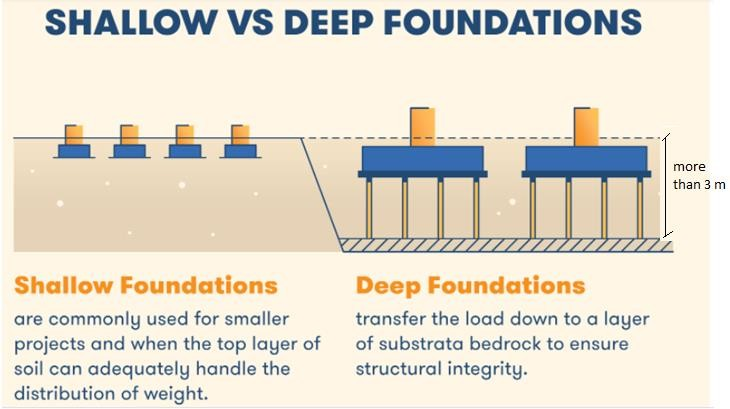 SHALLOW VS DEEP FOUNDATIONS
more
than 3 m
Shallow Foundations
are commonly used for smaller
projects and when the top layer of
soil can adequately handle the
distribution of weight.
Deep Foundations
transfer the load down to a layer
of substrata bedrock to ensure
structural integrity.